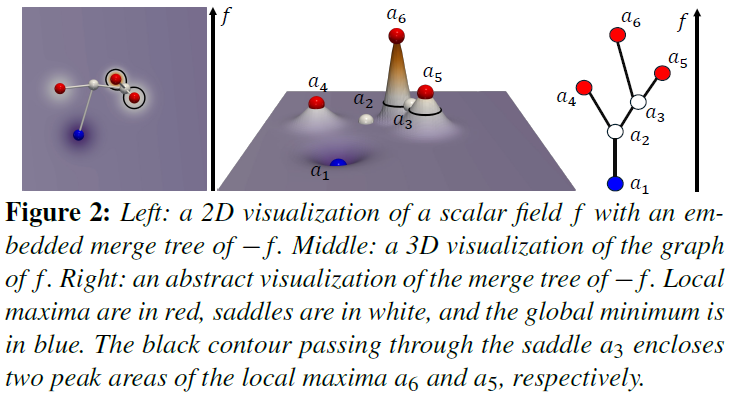 f
a6
a5
a4
a2
a3
a1
a6
f
a5
a4
a3
a2
a1
Figure 2: Left: a 2D visualization of a scalar field f with an em-
bedded merge tree of −f. Middle: a 3D visualization of the graph
of f. Right: an abstract visualization of the merge tree of −f. Local
maxima are in red, saddles are in white, and the global minimum is
in blue. The black contour passing through the saddle a3 encloses
two peak areas of the local maxima a6 and a5, respectively.